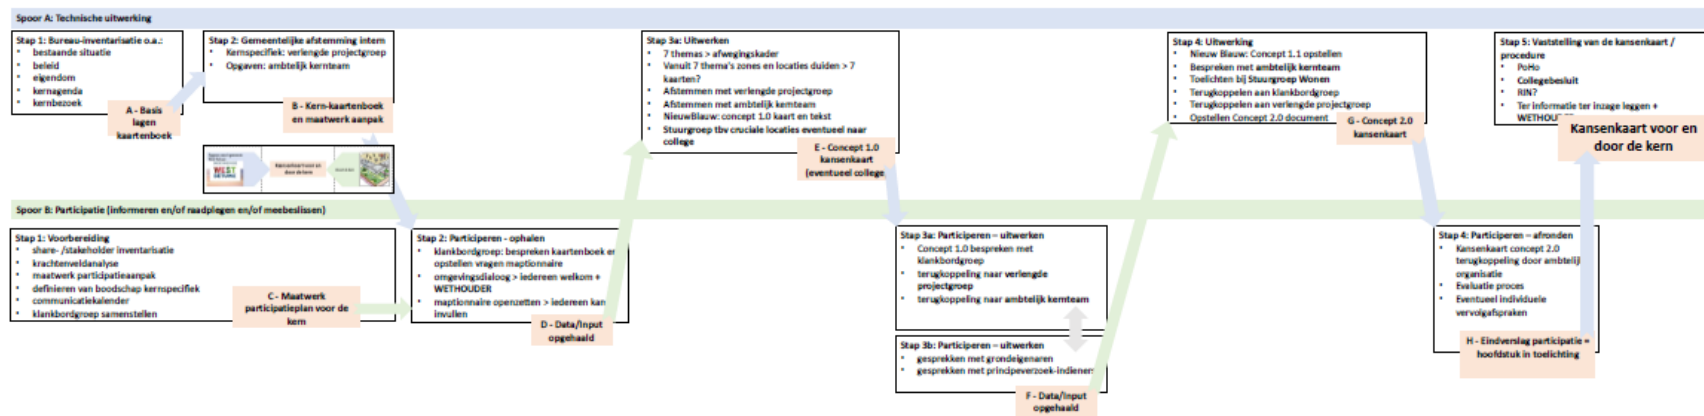 Spoor A: Technische uitwerking
Stap 1: Bureau-inventarisatie o.a.:
• bestaande situatie
• beleid
• eigendom
• kernagenda
• kernbezoek
A - Basis
lagen
kaartenboek
Stap 2: Gemeentelijke afstemming intern
• Kernspecifiek: verlengde projectgroep
• Opgaven: ambtelijk kernteam
B - Kern-kaartenboek
en maatwerk aanpak
Kansenkaart voor en
door de kern
WEST
BETUWE
Stap 3a: Uitwerken
• 7 themas > afwegingskader
• Vanuit 7 thema's zones en locaties duiden > 7
kaarten?
• Afstemmen met verlengde projectgroep
• Afstemmen met ambtelijk kernteam
• NieuwBlauw: concept 1.0 kaart en tekst
• Stuurgroep tbv cruciale locaties eventueel naar
college
E - Concept 1.0
kansenkaart
(eventueel college
Stap 4: Uitwerking
• Nieuw Blauw: Concept 1.1 opstellen
• Bespreken met ambtelijk kernteam
• Toelichten bij Stuurgroep Wonen
• Terugkoppelen aan klankbordgroep
• Terugkoppelen aan verlengde projectgroep
• Opstellen Concept 2.0 document
G - Concept 2.0
kansenkaart
Stap 5: Vaststelling van de kansenkaart /
procedure
• PoHo
• Collegebesluit
• RIN?
• Ter informatie ter inzage leggen +
WETHOUDER
Kansenkaart voor en
door de kern
Spoor B: Participatie (informeren en/of raadplegen en/of meebeslissen)
Stap 1: Voorbereiding
• share- /stakeholder inventarisatie
• krachtenveldanalyse
• maatwerk participatieaanpak
• definieren van boodschap kernspecifiek
• communicatiekalender
• klankbordgroep samenstellen
C - Maatwerk
participatieplan voor de
kern
Stap 2: Participeren - ophalen
• klankbordgroep: bespreken kaartenboek en
opstellen vragen maptionnaire
• omgevingsdialoog > iedereen welkom +
WETHOUDER
• maptionnaire openzetten > iedereen kan
invullen
D - Data/Input
opgehaald
Stap 3a: Participeren – uitwerken
• Concept 1.0 bespreken met
klankbordgroep
• terugkoppeling naar verlengde
projectgroep
• terugkoppeling naar ambtelijk kernteam
Stap 3b: Participeren – uitwerken
• gesprekken met grondeigenaren
• gesprekken met principeverzoek-indieners
F - Data/Input
opgehaald
Stap 4: Participeren – afronden
• Kansenkaart concept 2.0
terugkoppeling door ambtelijk
organisatie
• Evaluatie proces
• Eventueel individuele
vervolgafspraken
H - Eindverslag participatie =
hoofdstuk in toelichting